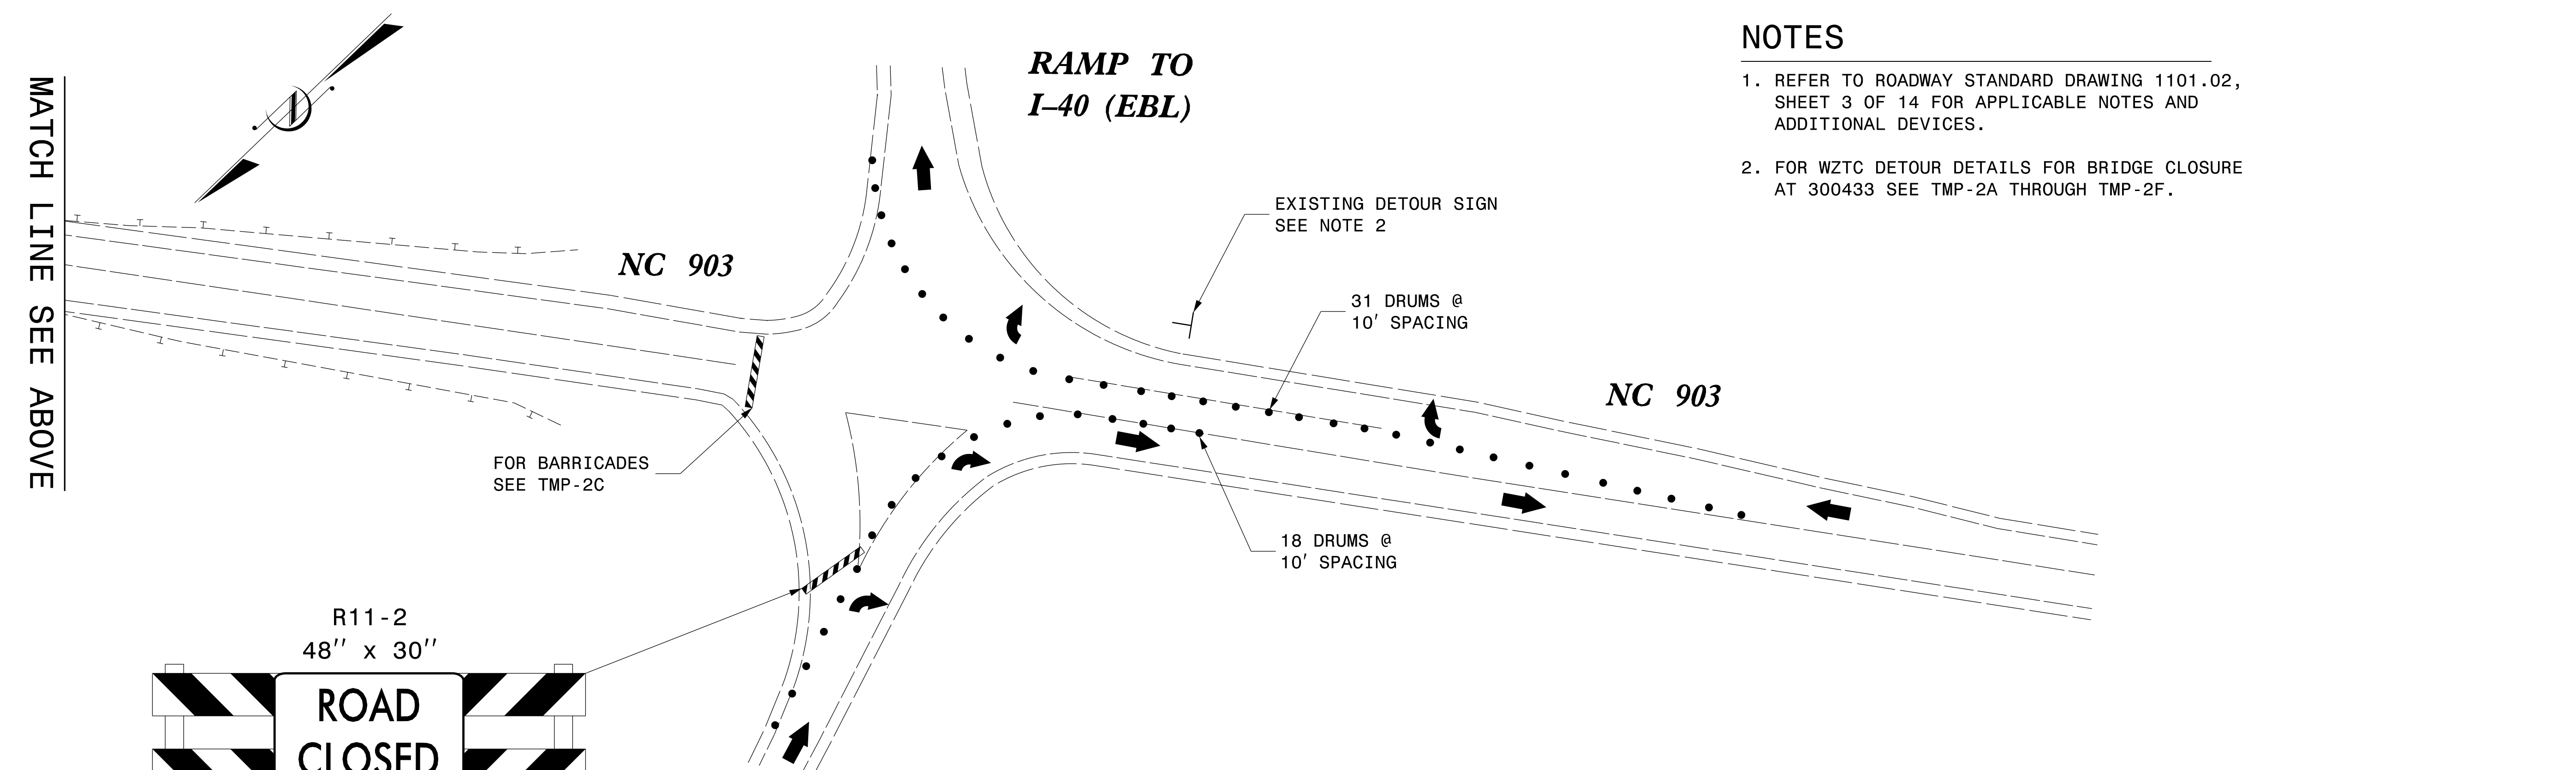 MATCH LINE SEE ABOVE
RAMP TO
I-40 (EBL)
NOTES
1. REFER TO ROADWAY STANDARD DRAWING 1101.02,
SHEET 3 OF 14 FOR APPLICABLE NOTES AND
ADDITIONAL DEVICES.
2. FOR WZTC DETOUR DETAILS FOR BRIDGE CLOSURE
AT 300433 SEE TMP-2A THROUGH TMP-2F.
EXISTING DETOUR SIGN
SEE NOTE 2
NC 903
31 DRUMS @
10' SPACING
NC 903
FOR BARRICADES
SEE TMP-2C
18 DRUMS @
10' SPACING
R11-2
48" x 30"
ROAD
CLOSED